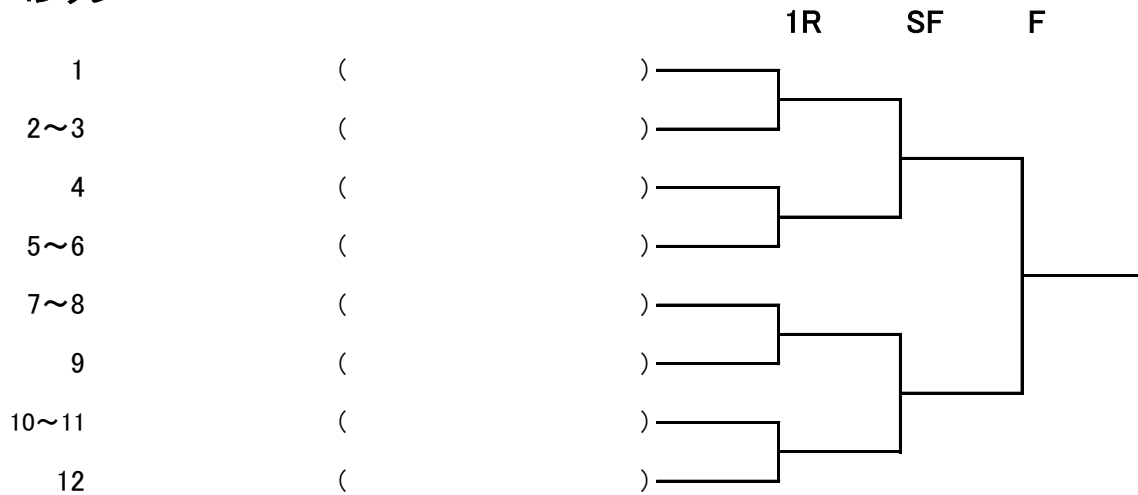 1R SF F
1 ( )
2～3 ( )
4 ( )
5～6 ( )
7～8 ( )
9 ( )
10～11 ( )
12 ( )